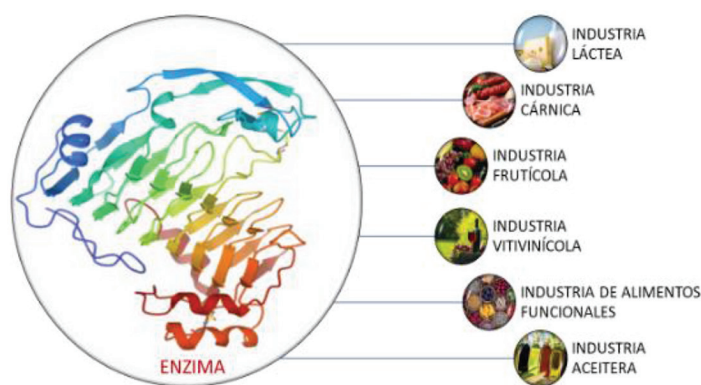 INDUSTRIA
LÁCTEA
INDUSTRIA
CÁRNICA
INDUSTRIA
FRUTÍCOLA
INDUSTRIA
VITIVINÍCOLA
INDUSTRIA DE ALIMENTOS
FUNCIONALES
INDUSTRIA
ACEITERA
ENZIMA